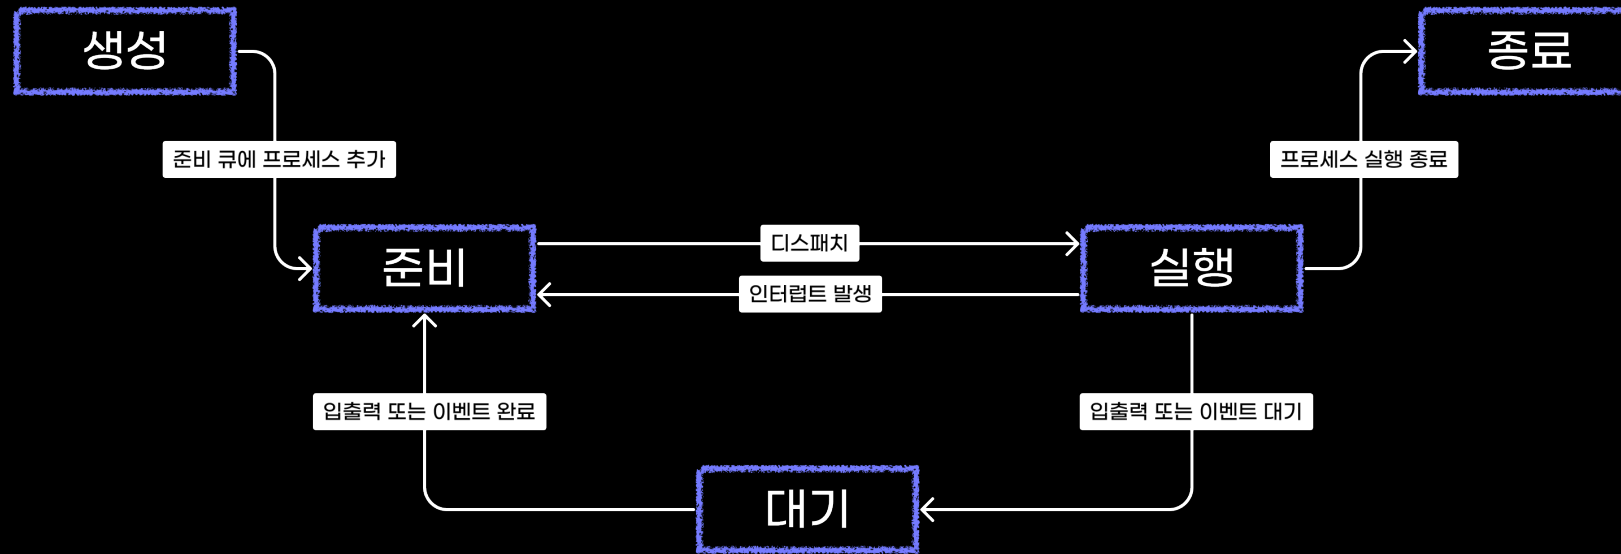 생성
종료
준비 큐에 프로세스 추가
프로세스 실행 종료
준비
디스패치
실행
인터럽트 발생
입출력 또는 이벤트 완료
입출력 또는 이벤트 대기
대기